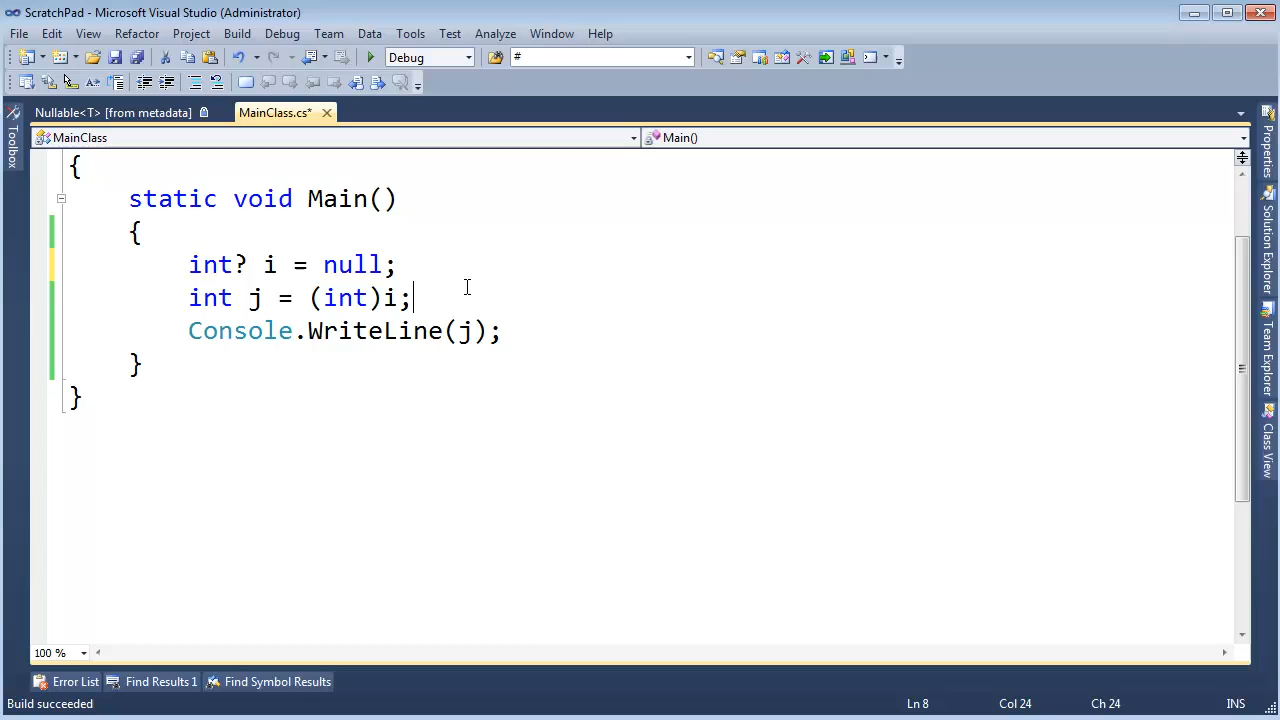 ScratchPad - Microsoft Visual Studio (Administrator)
File Edit View Refactor Project Build Debug Team Data Tools Test Analyze Window Help
Debug #
Nullable<T> [from metadata] MainClass.cs*
MainClass Main()
{
static void Main()
{
int? i = null;
int j = (int)i;
Console.WriteLine(j);
}
}
Toolbox
Properties
Solution Explorer
Team Explorer
Class View
100 %
Error List Find Results 1 Find Symbol Results
Build succeeded Ln 8 Col 24 Ch 24 INS